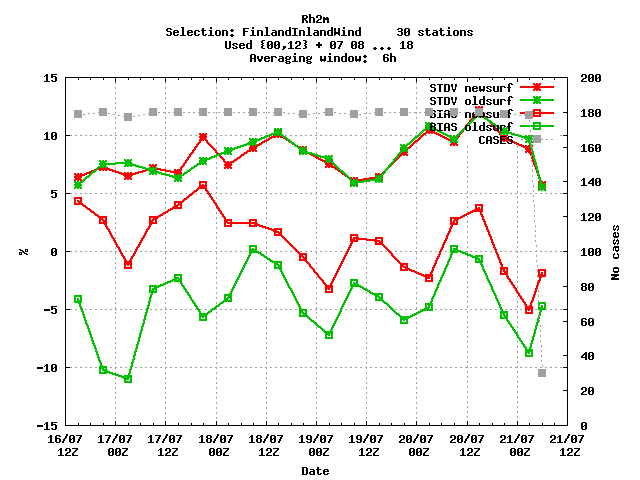 Rh2m
Selection: FinlandInlandWind 30 stations
Used {00,12} + 07 08 ... 18
Averaging window: 6h
15
10
5
0
-5
-10
-15
%
200
180
160
140
120
100
80
60
40
20
0
No cases
STDV newsurf
STDV oldsurf
BIAS newsurf
BIAS oldsurf
CASES
16/07 17/07 17/07 18/07 18/07 19/07 19/07 20/07 20/07 21/07 21/07
12Z 00Z 12Z 00Z 12Z 00Z 12Z 00Z 12Z 00Z 12Z
Date